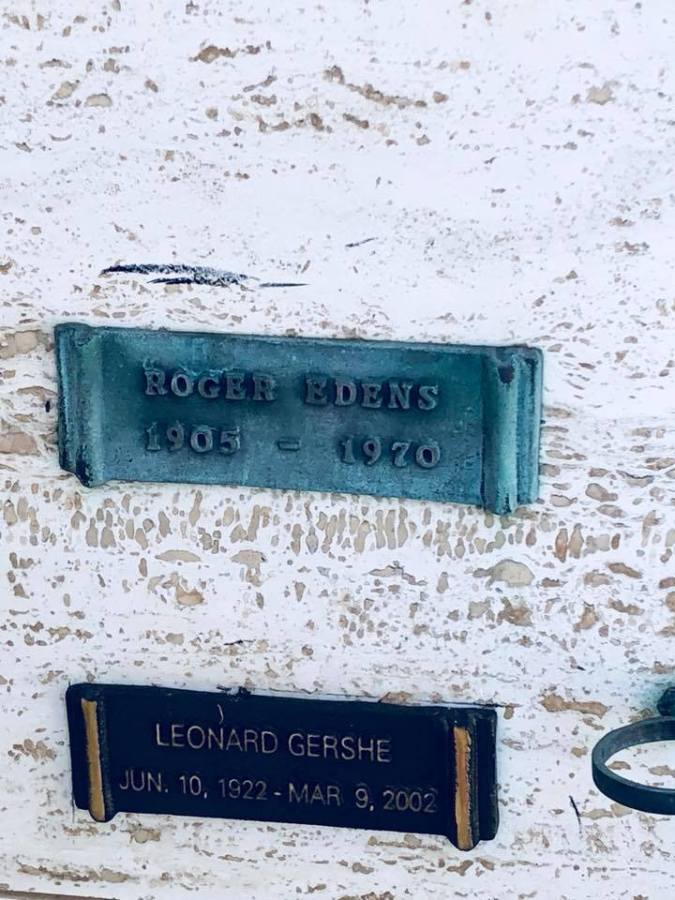 ROGER EDENS
1905 - 1970
LEONARD GERSHE
JUN. 10, 1922 - MAR 9, 2002